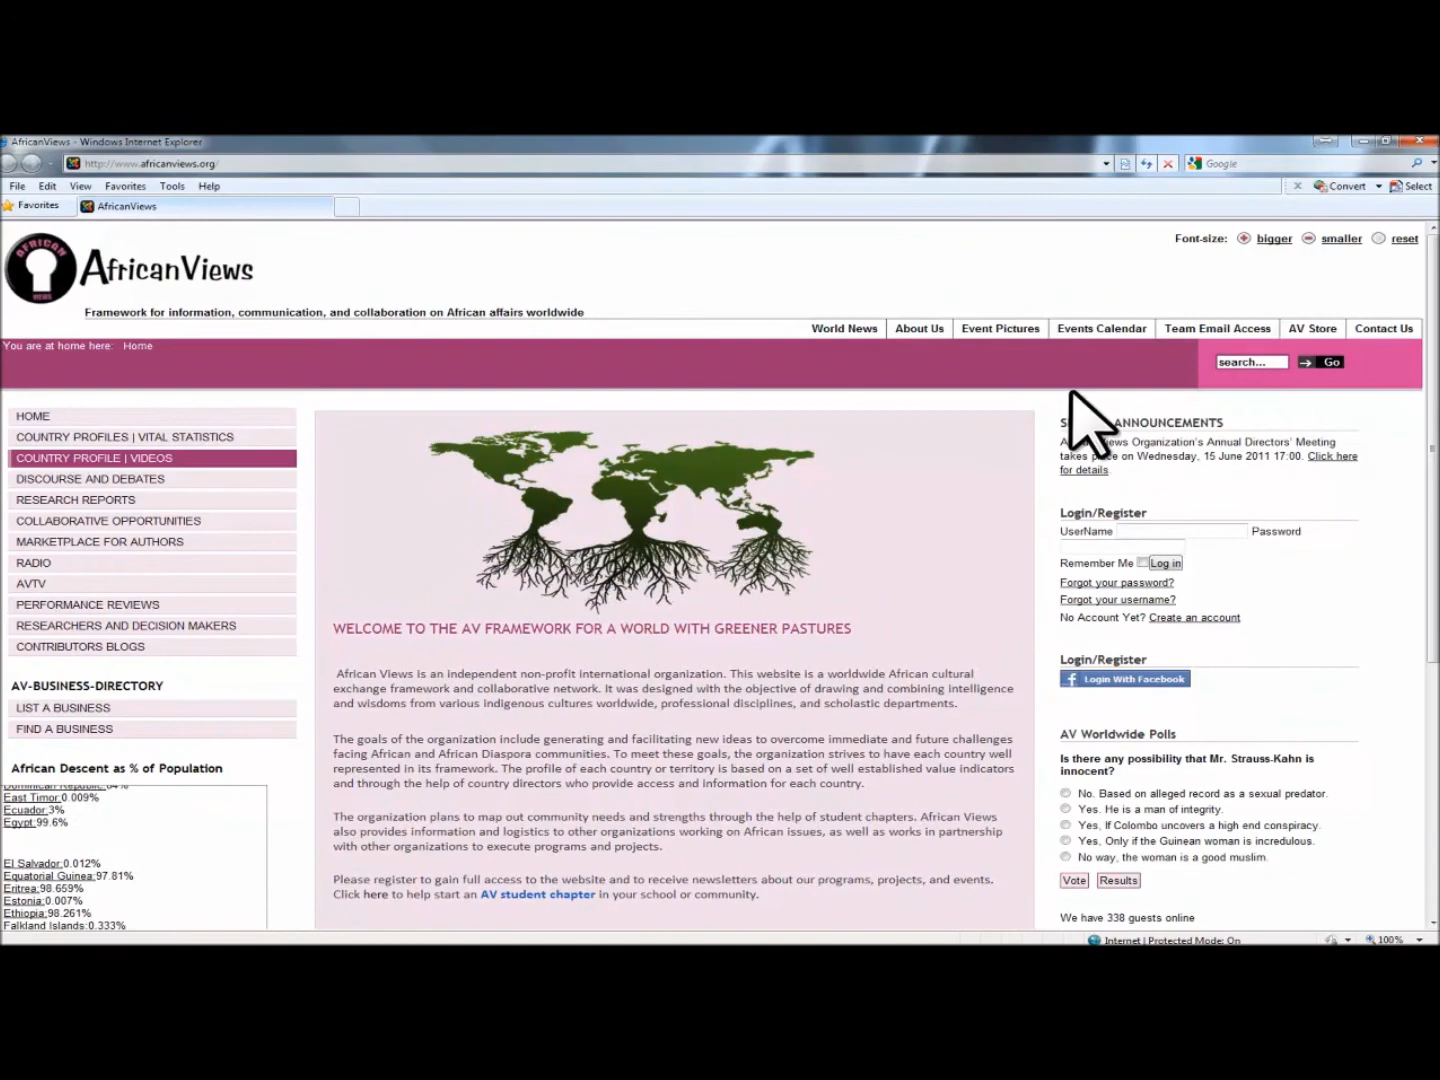 AfricanViews - Windows Internet Explorer
http://www.africanviews.org/
Google
File Edit View Favorites Tools Help
Convert Select
Favorites AfricanViews
Font-size: bigger smaller reset
AFRICAN VIEWS
AfricanViews
Framework for information, communication, and collaboration on African affairs worldwide
World News About Us Event Pictures Events Calendar Team Email Access AV Store Contact Us
You are at home here: Home
search... Go
HOME
COUNTRY PROFILES | VITAL STATISTICS
COUNTRY PROFILE | VIDEOS
DISCOURSE AND DEBATES
RESEARCH REPORTS
COLLABORATIVE OPPORTUNITIES
MARKETPLACE FOR AUTHORS
RADIO
AVTV
PERFORMANCE REVIEWS
RESEARCHERS AND DECISION MAKERS
CONTRIBUTORS BLOGS
AV-BUSINESS-DIRECTORY
LIST A BUSINESS
FIND A BUSINESS
African Descent as % of Population
Dominican Republic:84%
East Timor:0.009%
Ecuador:3%
Egypt:99.6%
El Salvador:0.012%
Equatorial Guinea:97.81%
Eritrea:98.659%
Estonia:0.007%
Ethiopia:98.261%
Falkland Islands:0.333%
WELCOME TO THE AV FRAMEWORK FOR A WORLD WITH GREENER PASTURES
African Views is an independent non-profit international organization. This website is a worldwide African cultural
exchange framework and collaborative network. It was designed with the objective of drawing and combining intelligence
and wisdoms from various indigenous cultures worldwide, professional disciplines, and scholastic departments.
The goals of the organization include generating and facilitating new ideas to overcome immediate and future challenges
facing African and African Diaspora communities. To meet these goals, the organization strives to have each country well
represented in its framework. The profile of each country or territory is based on a set of well established value indicators
and through the help of country directors who provide access and information for each country.
The organization plans to map out community needs and strengths through the help of student chapters. African Views
also provides information and logistics to other organizations working on African issues, as well as works in partnership
with other organizations to execute programs and projects.
Please register to gain full access to the website and to receive newsletters about our programs, projects, and events.
Click here to help start an AV student chapter in your school or community.
ANNOUNCEMENTS
Organization's Annual Directors' Meeting
takes on Wednesday, 15 June 2011 17:00. Click here
for details
Login/Register
UserName Password
Remember Me Log in
Forgot your password?
Forgot your username?
No Account Yet? Create an account
Login/Register
Login With Facebook
AV Worldwide Polls
Is there any possibility that Mr. Strauss-Kahn is
innocent?
No. Based on alleged record as a sexual predator.
Yes. He is a man of integrity.
Yes, If Colombo uncovers a high end conspiracy.
Yes, Only if the Guinean woman is incredulous.
No way, the woman is a good muslim.
Vote Results
We have 338 guests online
Internet | Protected Mode: On
100%